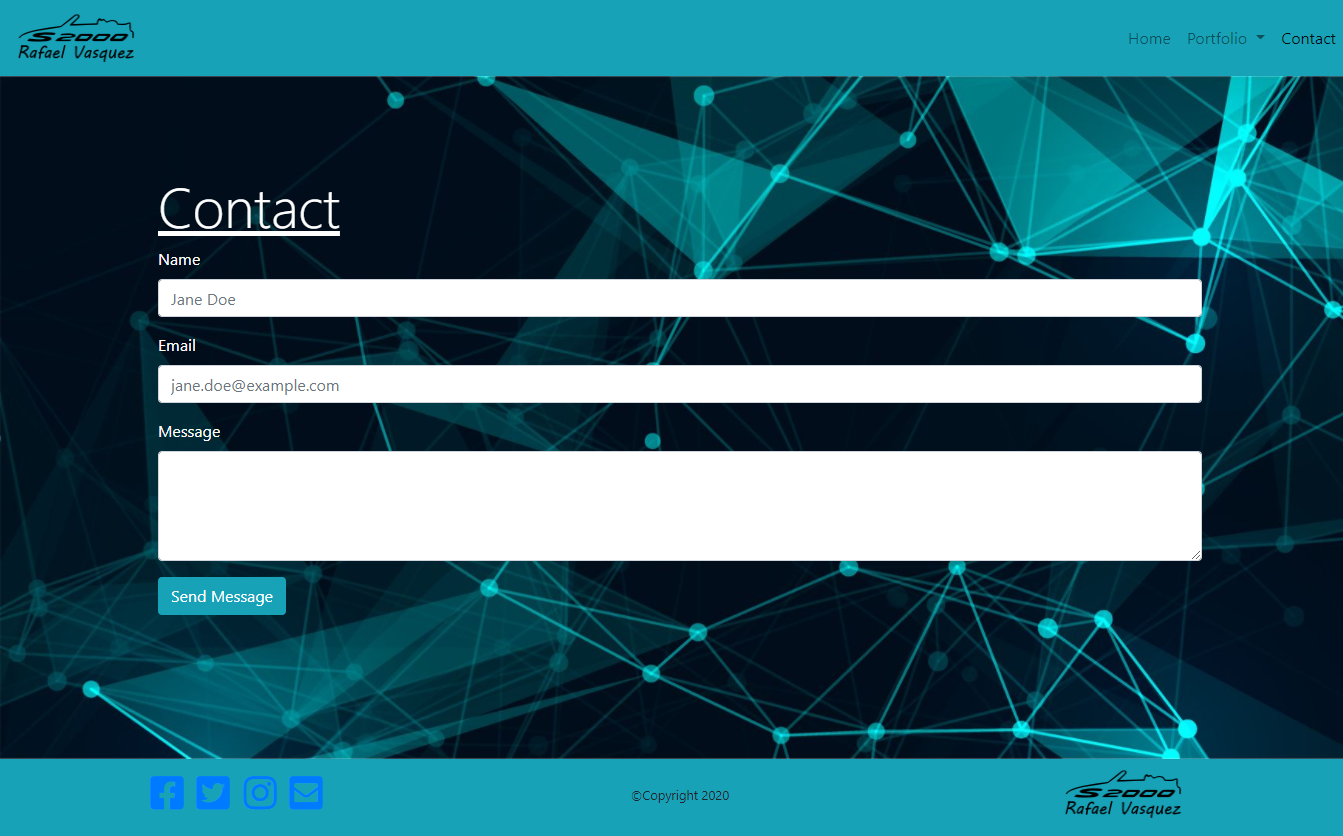 S2000
Rafael Vasquez
Home
Portfolio
Contact
Contact
Name
Jane Doe
Email
jane.doe@example.com
Message
Send Message
©Copyright 2020
S2000
Rafael Vasquez